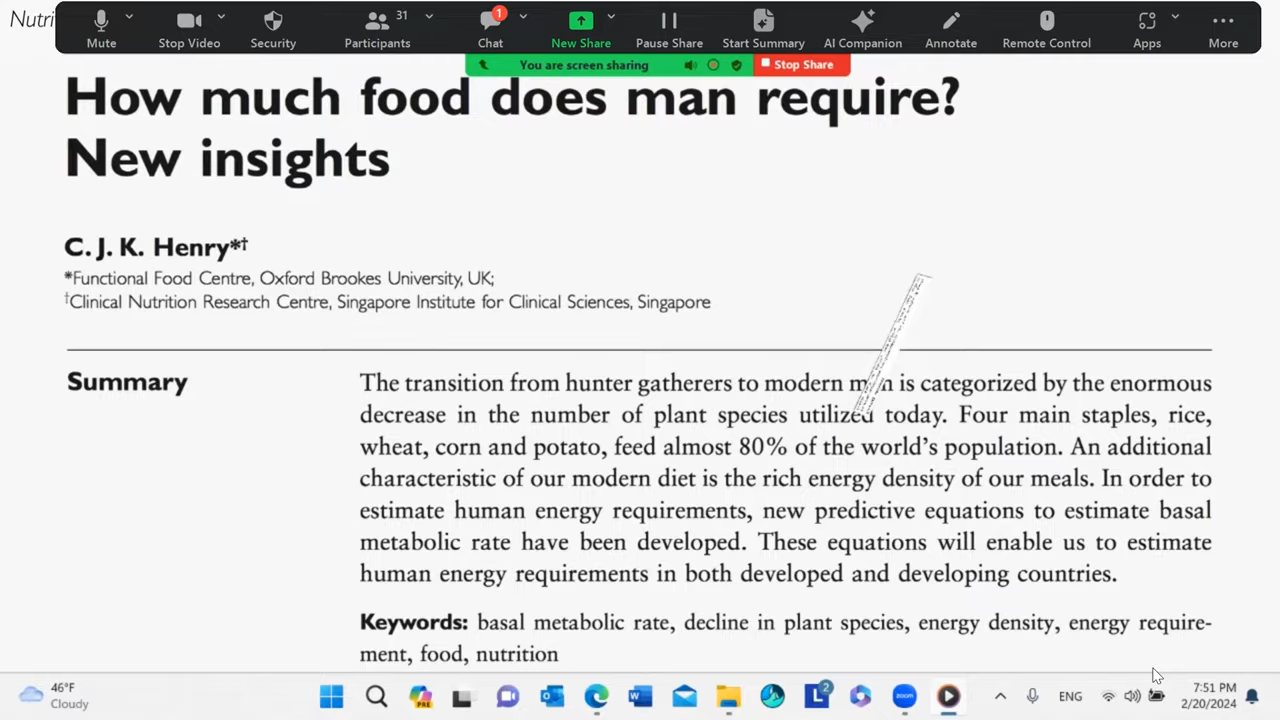 Nutri
31
1
Mute
Stop Video
Security
Participants
Chat
New Share
Pause Share
Start Summary
AI Companion
Annotate
Remote Control
Apps
More
You are screen sharing
Stop Share
How much food does man require?
New insights
C. J. K. Henry*†
*Functional Food Centre, Oxford Brookes University, UK;
†Clinical Nutrition Research Centre, Singapore Institute for Clinical Sciences, Singapore
Summary
The transition from hunter gatherers to modern man is categorized by the enormous
decrease in the number of plant species utilized today. Four main staples, rice,
wheat, corn and potato, feed almost 80% of the world's population. An additional
characteristic of our modern diet is the rich energy density of our meals. In order to
estimate human energy requirements, new predictive equations to estimate basal
metabolic rate have been developed. These equations will enable us to estimate
human energy requirements in both developed and developing countries.
Keywords: basal metabolic rate, decline in plant species, energy density, energy require-
ment, food, nutrition
46°F
Cloudy
PRE
W
L
2
zoom
ENG
7:51 PM
2/20/2024